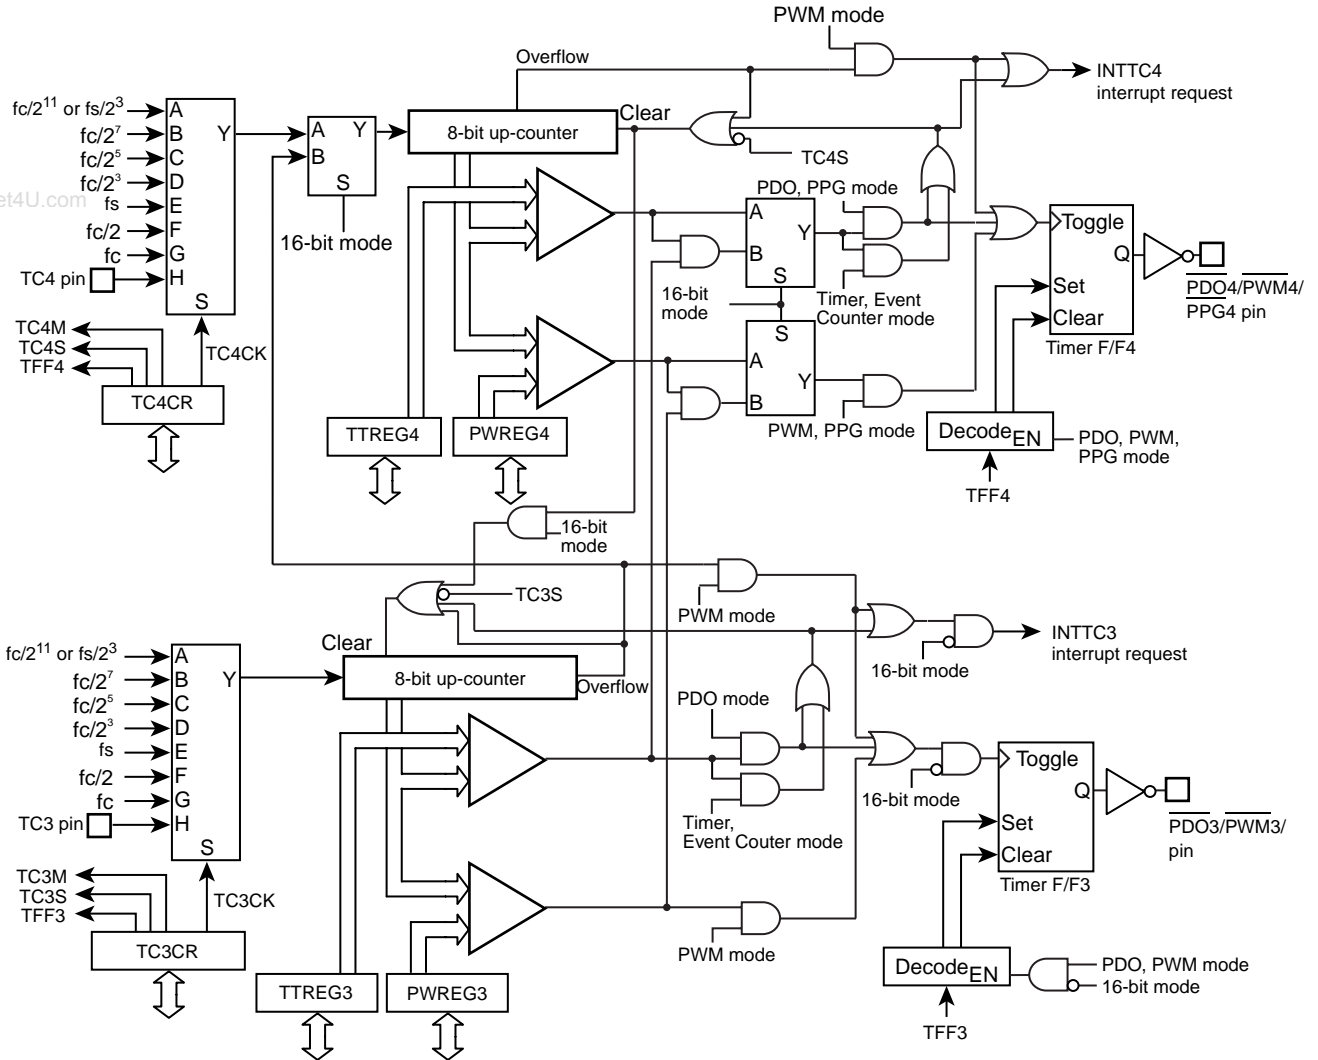 PWM mode
Overflow
INTTC4
interrupt request
fc/2¹¹ or fs/2³
fc/2⁷
fc/2⁵
fc/2³
fs
fc/2
fc
TC4 pin
A
B
C
D
E
F
G
H
Y
S
A
B
Y
S
16-bit mode
8-bit up-counter
Clear
TC4S
PDO, PPG mode
A
B
Y
S
16-bit
mode
Timer, Event
Counter mode
S
A
B
Y
PWM, PPG mode
Toggle
Q
Set
Clear
Timer F/F4
PDO4/PWM4/
PPG4 pin
et4U.com
TC4M
TC4S
TFF4
TC4CK
TC4CR
TTREG4
PWREG4
Decode EN
PDO, PWM,
PPG mode
TFF4
16-bit
mode
TC3S
PWM mode
INTTC3
interrupt request
16-bit mode
Clear
8-bit up-counter
Overflow
fc/2¹¹ or fs/2³
fc/2⁷
fc/2⁵
fc/2³
fs
fc/2
fc
TC3 pin
A
B
C
D
E
F
G
H
Y
S
PDO mode
Timer,
Event Couter mode
16-bit mode
Toggle
Q
Set
Clear
Timer F/F3
PDO3/PWM3/
pin
TC3M
TC3S
TFF3
TC3CK
TC3CR
TTREG3
PWREG3
PWM mode
Decode EN
PDO, PWM mode
16-bit mode
TFF3